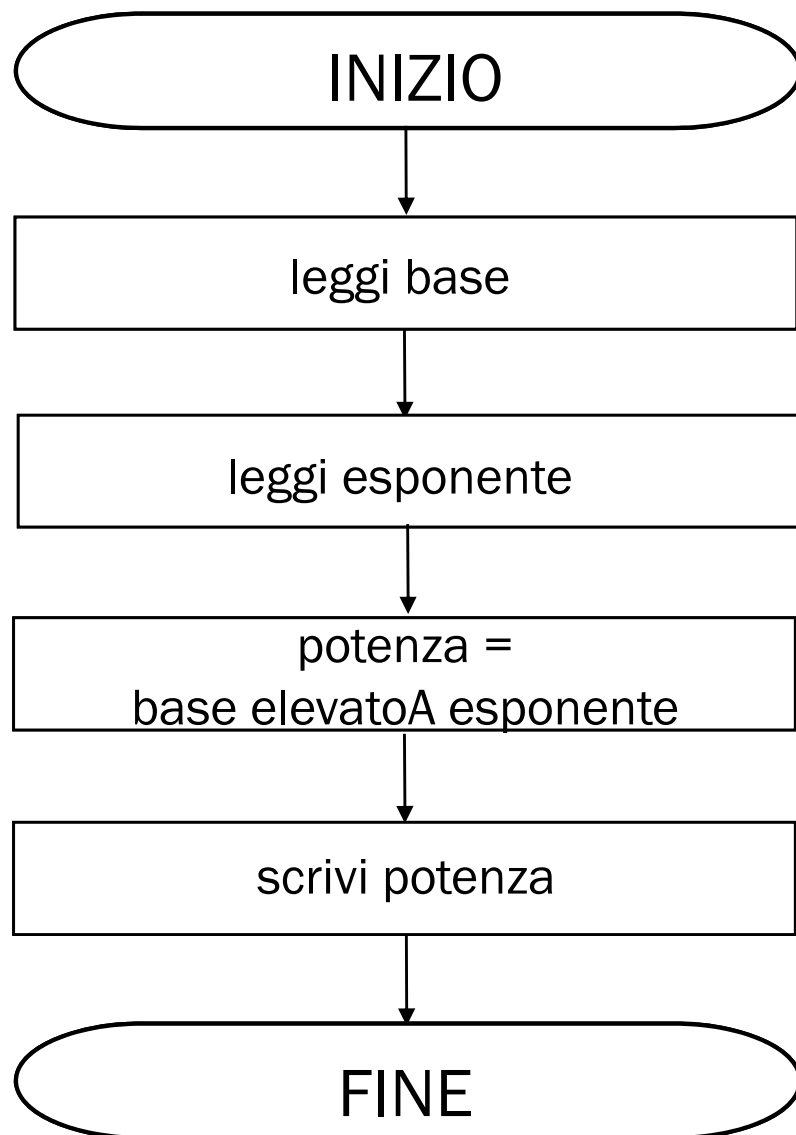 INIZIO
leggi base
leggi esponente
potenza =
base elevatoA esponente
scrivi potenza
FINE